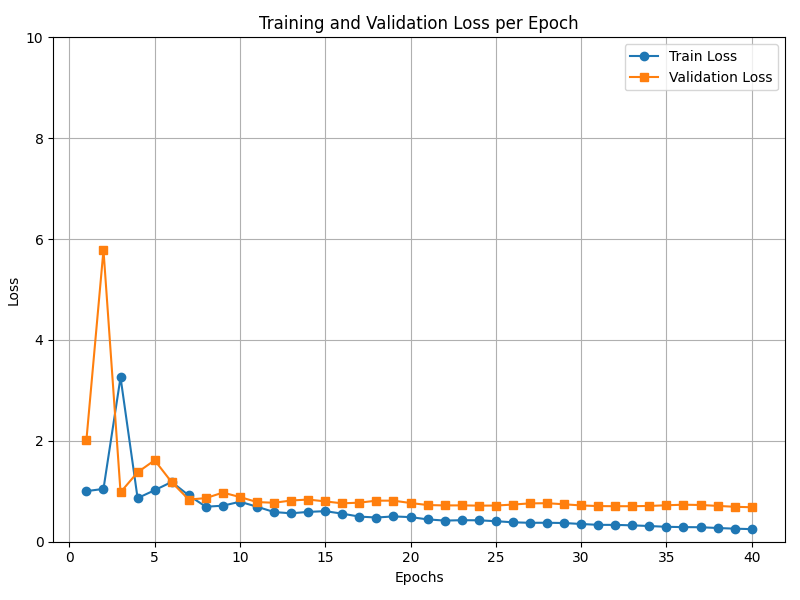 Training and Validation Loss per Epoch
Train Loss
Validation Loss
10
8
6
4
2
0
Loss
0 5 10 15 20 25 30 35 40
Epochs